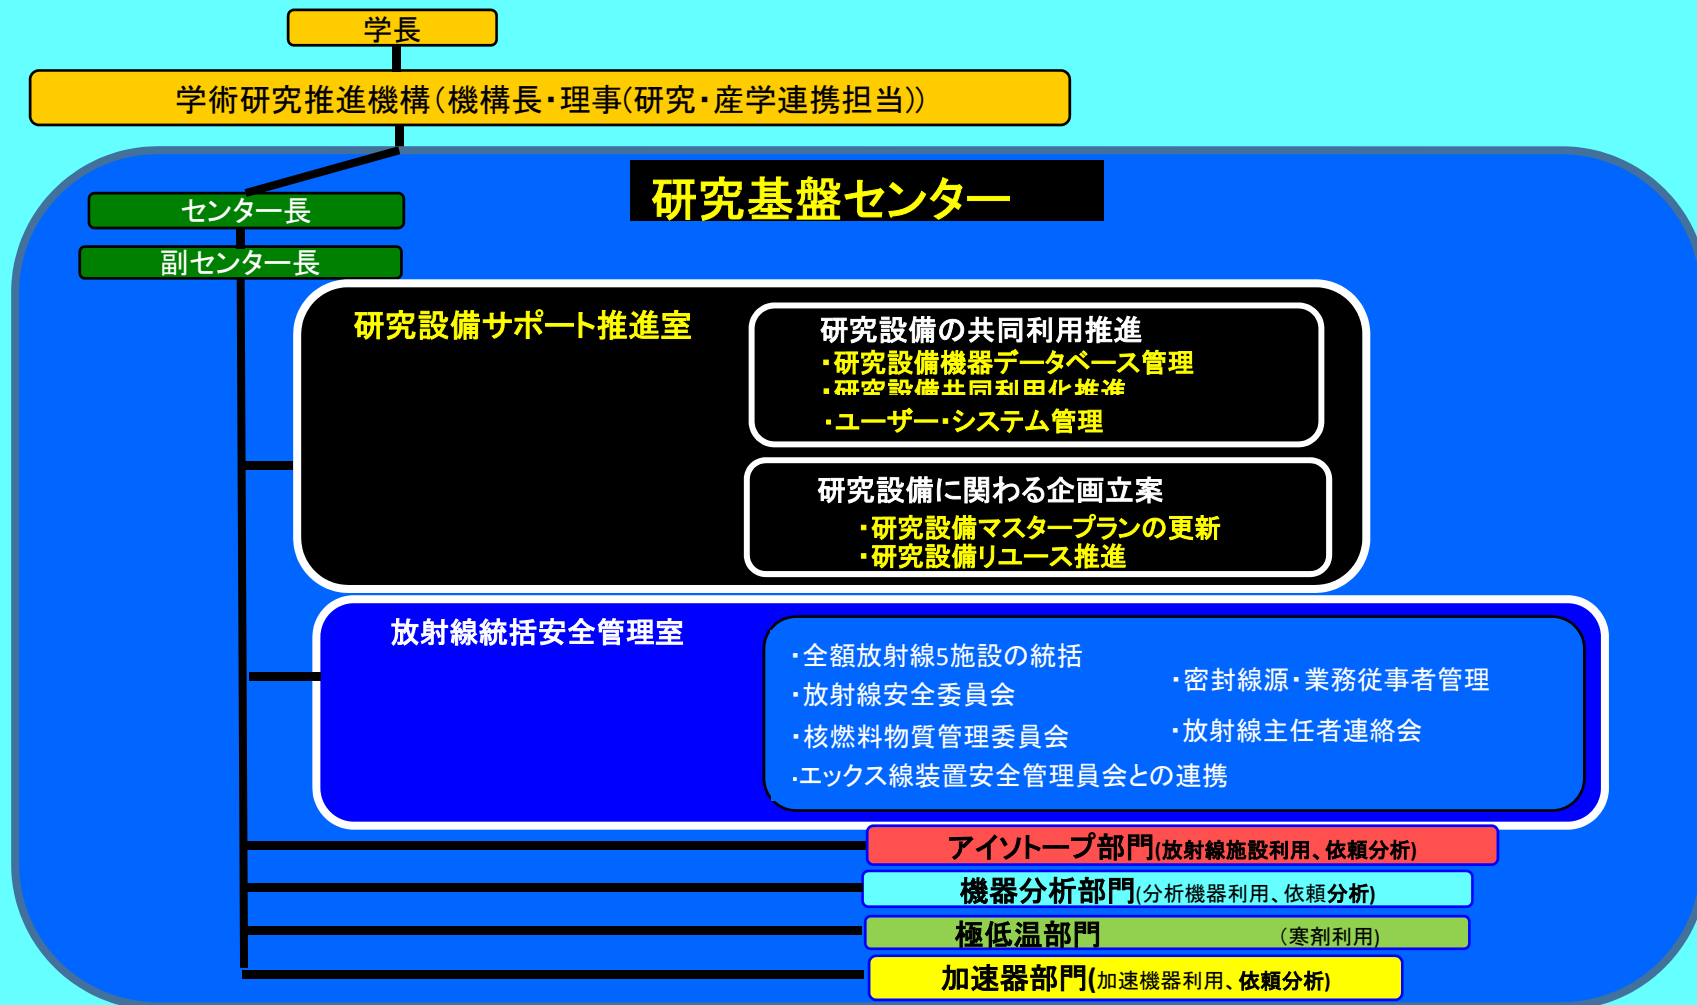 学長
学術研究推進機構(機構長・理事(研究・産学連携担当))
研究基盤センター
センター長
副センター長
研究設備サポート推進室
研究設備の共同利用推進
・研究設備機器データベース管理
・研究設備共同利用化推進
・ユーザー・システム管理
研究設備に関わる企画立案
・研究設備マスタープランの更新
・研究設備リユース推進
放射線統括安全管理室
・全額放射線5施設の統括
・放射線安全委員会
・核燃料物質管理委員会
・エックス線装置安全管理員会との連携
・密封線源・業務従事者管理
・放射線主任者連絡会
アイソトープ部門(放射線施設利用、依頼分析)
機器分析部門(分析機器利用、依頼分析)
極低温部門 (寒剤利用)
加速器部門(加速機器利用、依頼分析)